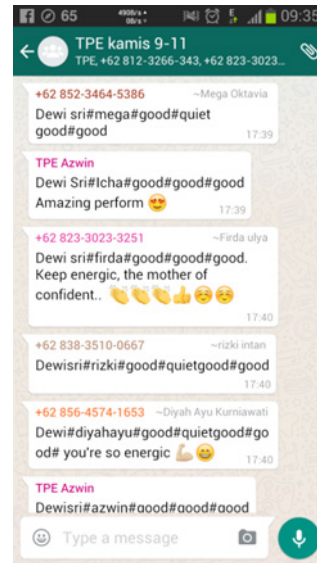 65
09:35
TPE kamis 9-11
TPE, +62 812-3266-343, +62 823-3023...
+62 852-3464-5386 ~Mega Oktavia
Dewi sri#mega#good#quiet
good#good
17:39
TPE Azwin
Dewi Sri#Icha#good#good#good
Amazing perform 😍
17:39
+62 823-3023-3251 ~Firda ulya
Dewi sri#firda#good#good#good.
Keep energic, the mother of
confident.. 👏👏👏👍☺️☺️
17:40
+62 838-3510-0667 ~rizki intan
Dewisri#rizki#good#quietgood#good
17:40
+62 856-4574-1653 ~Diyah Ayu Kurniawati
Dewi#diyahayu#good#quietgood#go
od# you're so energic 💪😄
17:40
TPE Azwin
Dewisri#azwin#good#good#good
Type a message